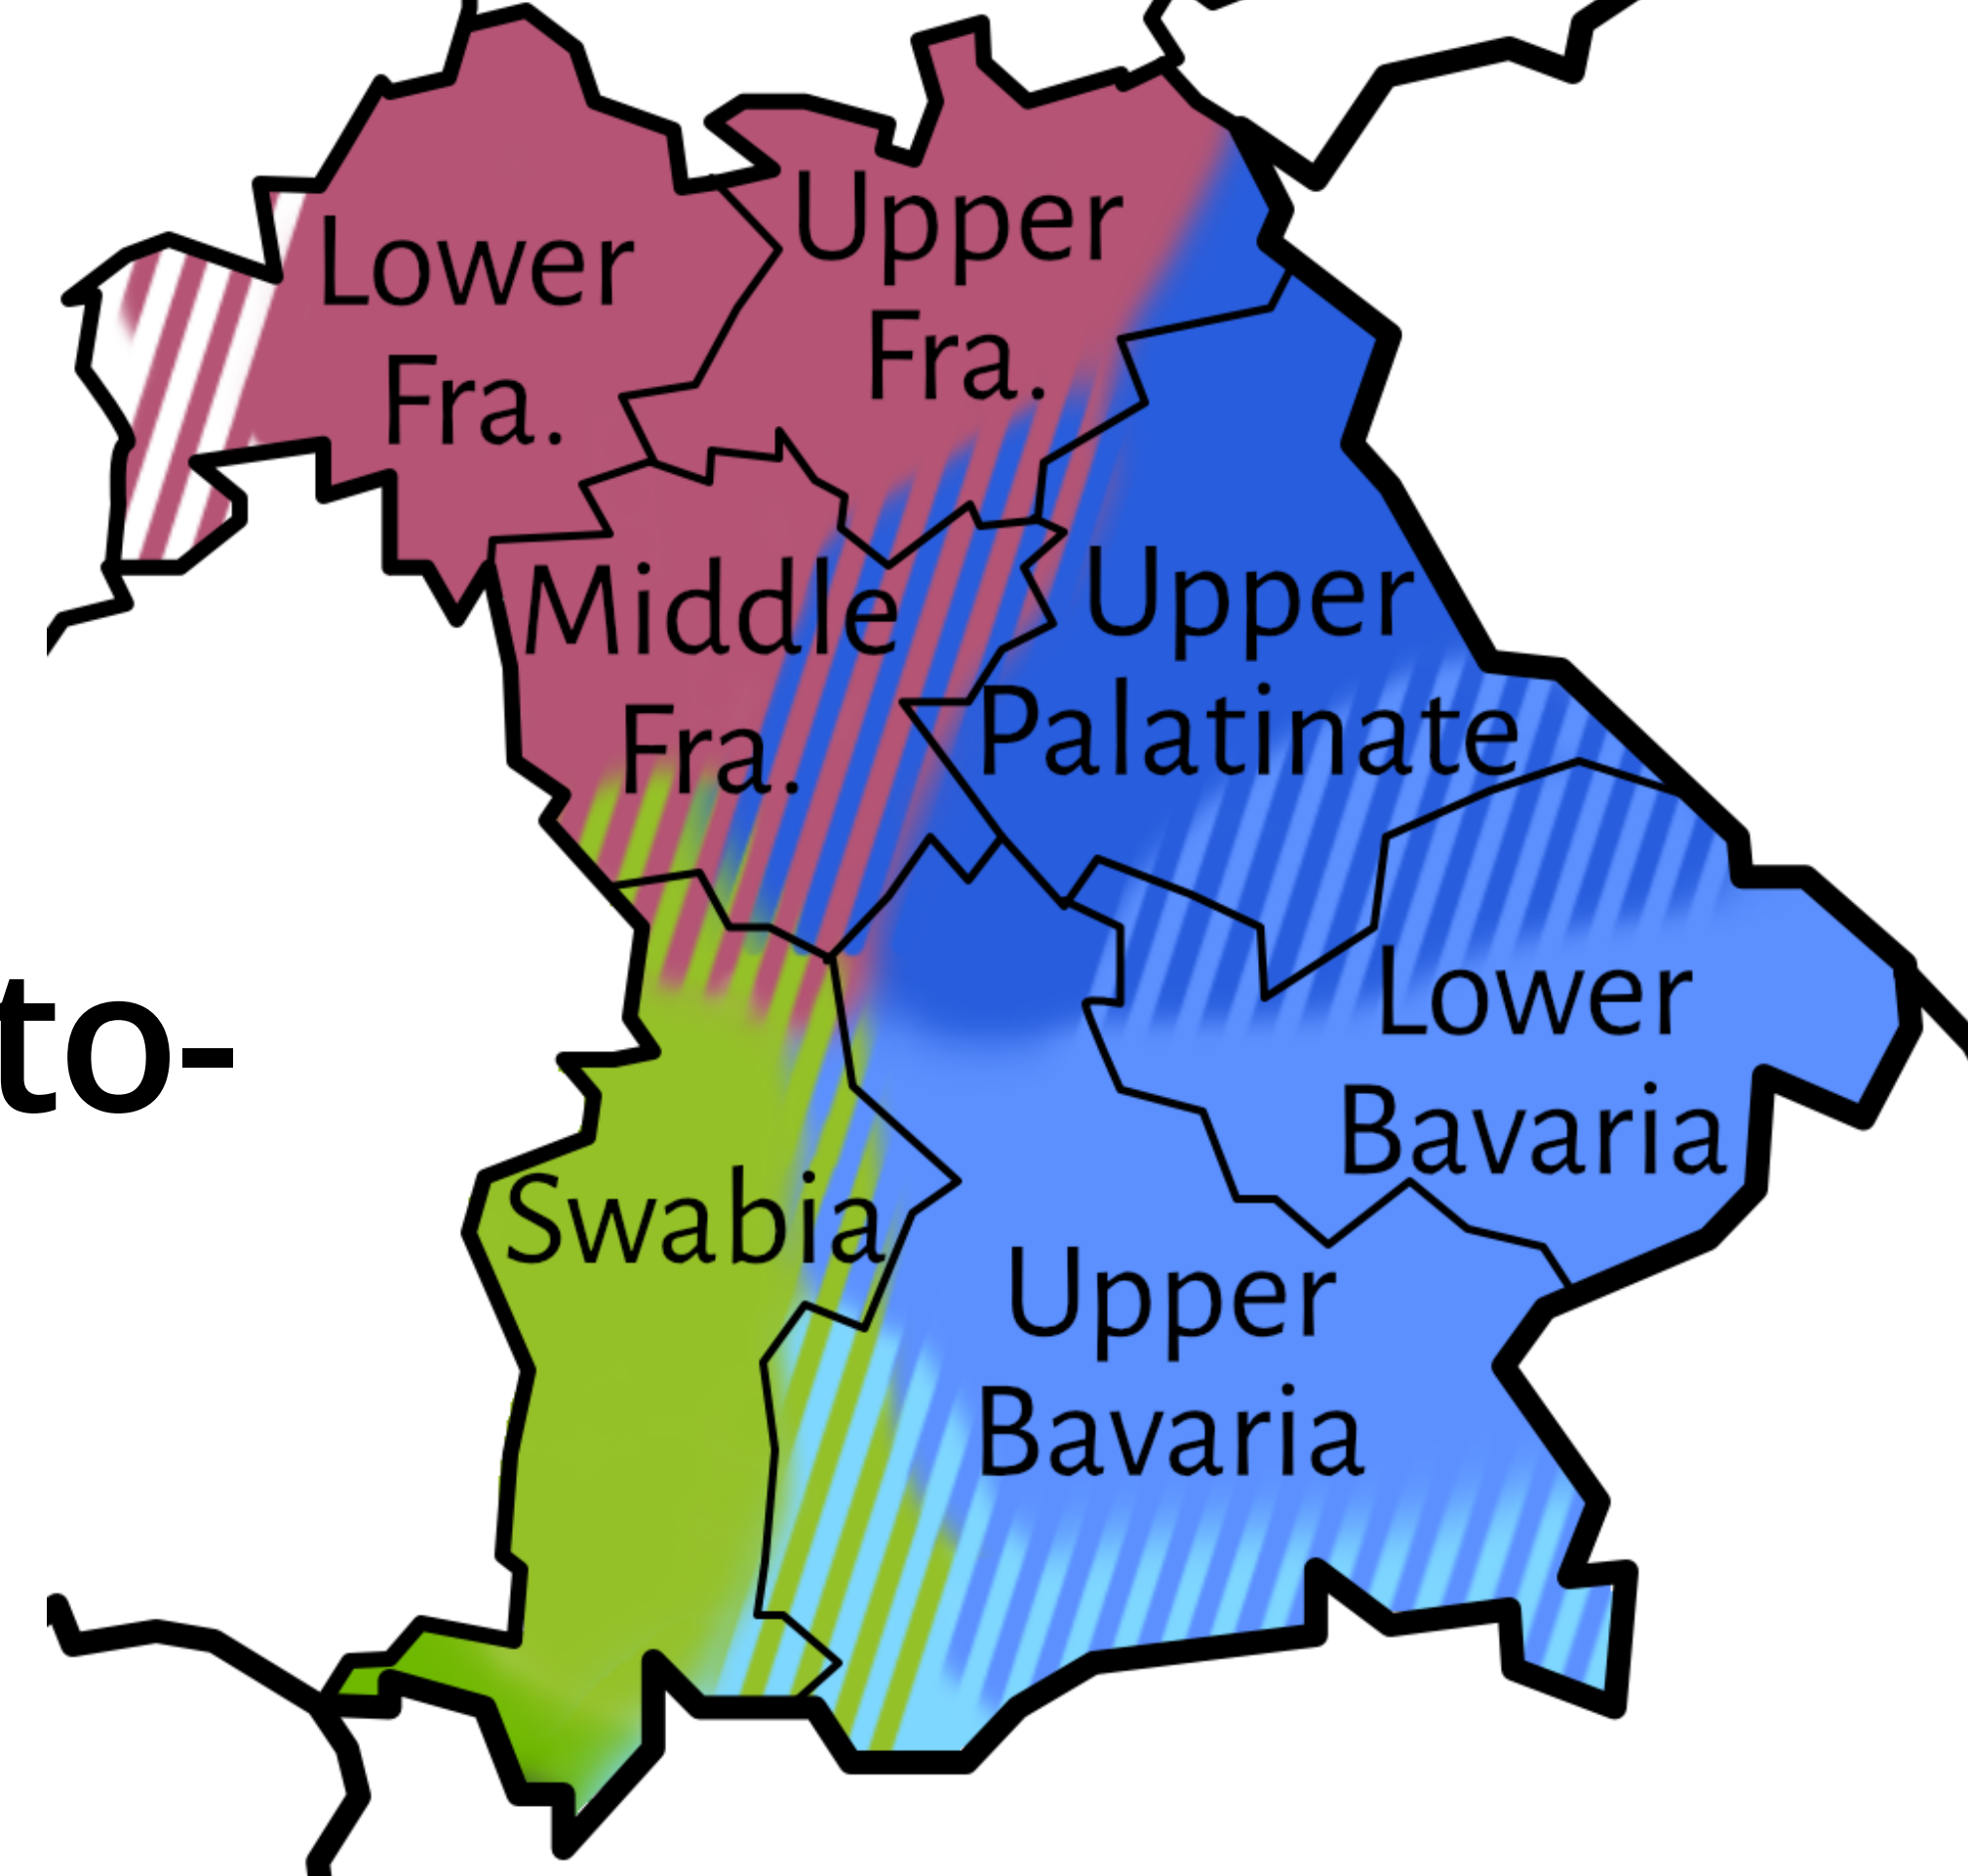 Lower
Fra.
Upper
Fra.
Middle
Fra.
Upper
Palatinate
to-
Lower
Bavaria
Swabia
Upper
Bavaria